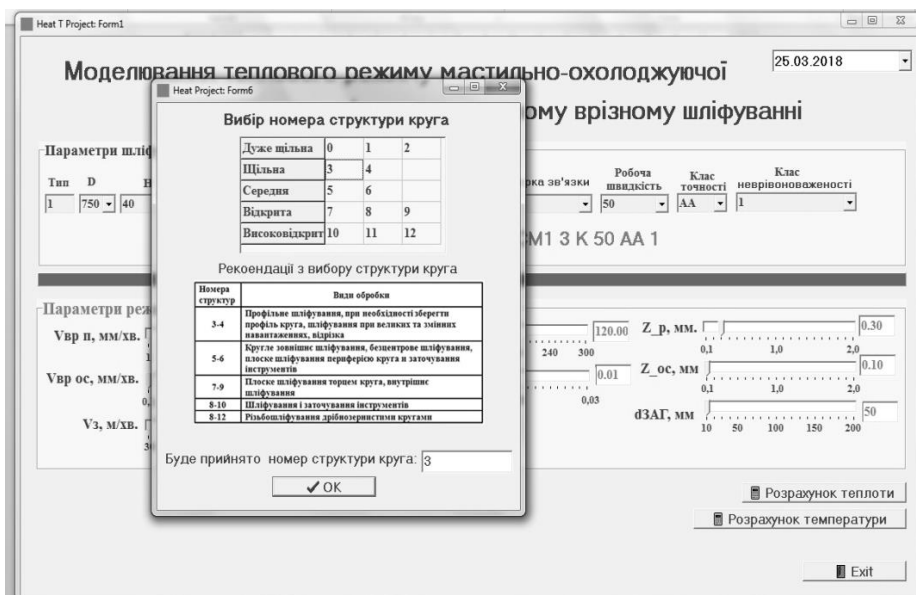 Heat T Project: Form1
Моделювання теплового режиму мастильно-охолоджуючої
25.03.2018
ому врізному шліфуванні
Параметри шліф
Тип D
1 750 40
рка зв'язки Робоча швидкість Клас точності Клас неврівоноваженості
50 АА 1
СМ1 3 К 50 АА 1
Параметри реж
Vвр п, мм/хв.
Vвр ос, мм/хв.
0,
Vз, м/хв.
120.00
240 300
0.01
0,03
Z_р, мм. 0.30
0,1 1,0 2,0
Z_ос, мм 0.10
0,1 1,0 2,0
dЗАГ, мм 50
10 50 100 150 200
Розрахунок теплоти
Розрахунок температури
Exit
Heat Project: Form6
Вибір номера структури круга
Дуже щільна 0 1 2
Щільна 3 4
Середня 5 6
Відкрита 7 8 9
Високовідкрит 10 11 12
Рекоендації з вибору структури круга
Номера структур Види обробки
3-4 Профільне шліфування, при необхідності зберегти
профіль круга, шліфування при великих та змінних
навантаженнях, відрізка
5-6 Кругле зовнішнє шліфування, безцентрове шліфування,
плоске шліфування периферією круга и заточування
інструментів
7-9 Плоске шліфування торцем круга, внутрішнє
шліфування
8-10 Шліфування і заточування інструментів
8-12 Різьбошліфування дрібнозернистими кругами
Буде прийнято номер структури круга: 3
OK